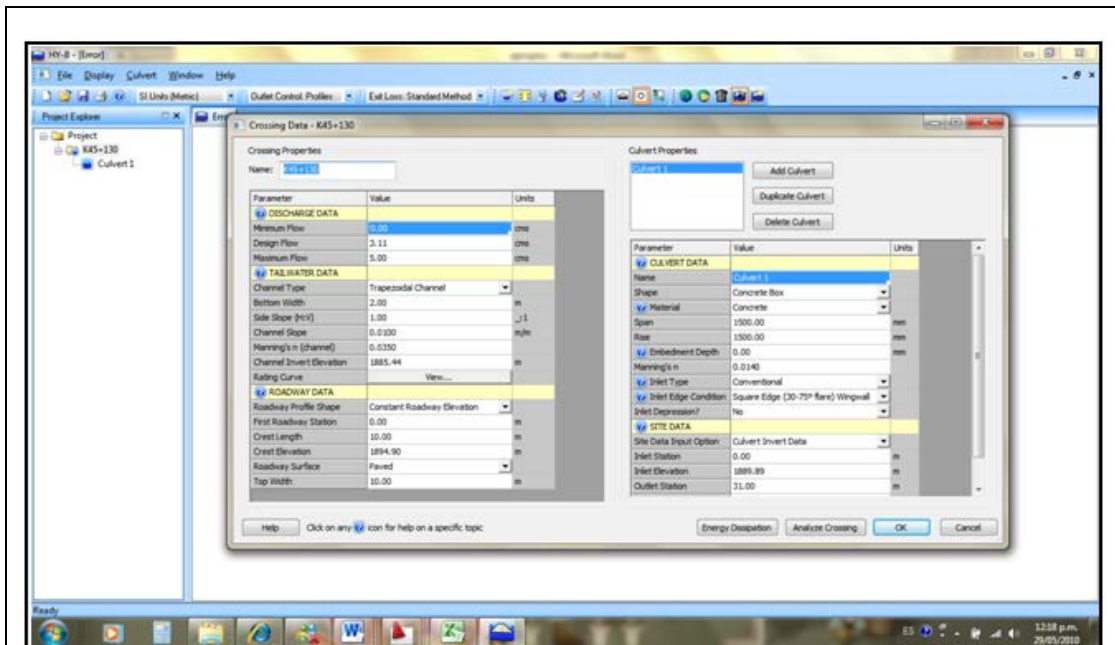 HY-8 - [Error]
File Display Culvert Window Help
SI Units (Metric) Outlet Control: Profiles Exit Loss: Standard Method
Project Explorer
Project
K45+130
Culvert 1
Crossing Data - K45+130
Crossing Properties
Name: K45+130
Parameter Value Units
DISCHARGE DATA
Minimum Flow 0.00 cms
Design Flow 3.11 cms
Maximum Flow 5.00 cms
TAILWATER DATA
Channel Type Trapezoidal Channel
Bottom Width 2.00 m
Side Slope (H:V) 1.00 _:1
Channel Slope 0.0100 m/m
Manning's n (channel) 0.0350
Channel Invert Elevation 1885.44 m
Rating Curve View...
ROADWAY DATA
Roadway Profile Shape Constant Roadway Elevation
First Roadway Station 0.00 m
Crest Length 10.00 m
Crest Elevation 1894.90 m
Roadway Surface Paved
Top Width 10.00 m
Culvert Properties
Culvert 1
Add Culvert
Duplicate Culvert
Delete Culvert
Parameter Value Units
CULVERT DATA
Name Culvert 1
Shape Concrete Box
Material Concrete
Span 1500.00 mm
Rise 1500.00 mm
Embedment Depth 0.00 mm
Manning's n 0.0140
Inlet Type Conventional
Inlet Edge Condition Square Edge (30-75º flare) Wingwall
Inlet Depression? No
SITE DATA
Site Data Input Option Culvert Invert Data
Inlet Station 0.00 m
Inlet Elevation 1889.89 m
Outlet Station 31.00 m
Help Click on any icon for help on a specific topic
Energy Dissipation Analyze Crossing OK Cancel
Ready
ES 12:18 p.m.
29/05/2010